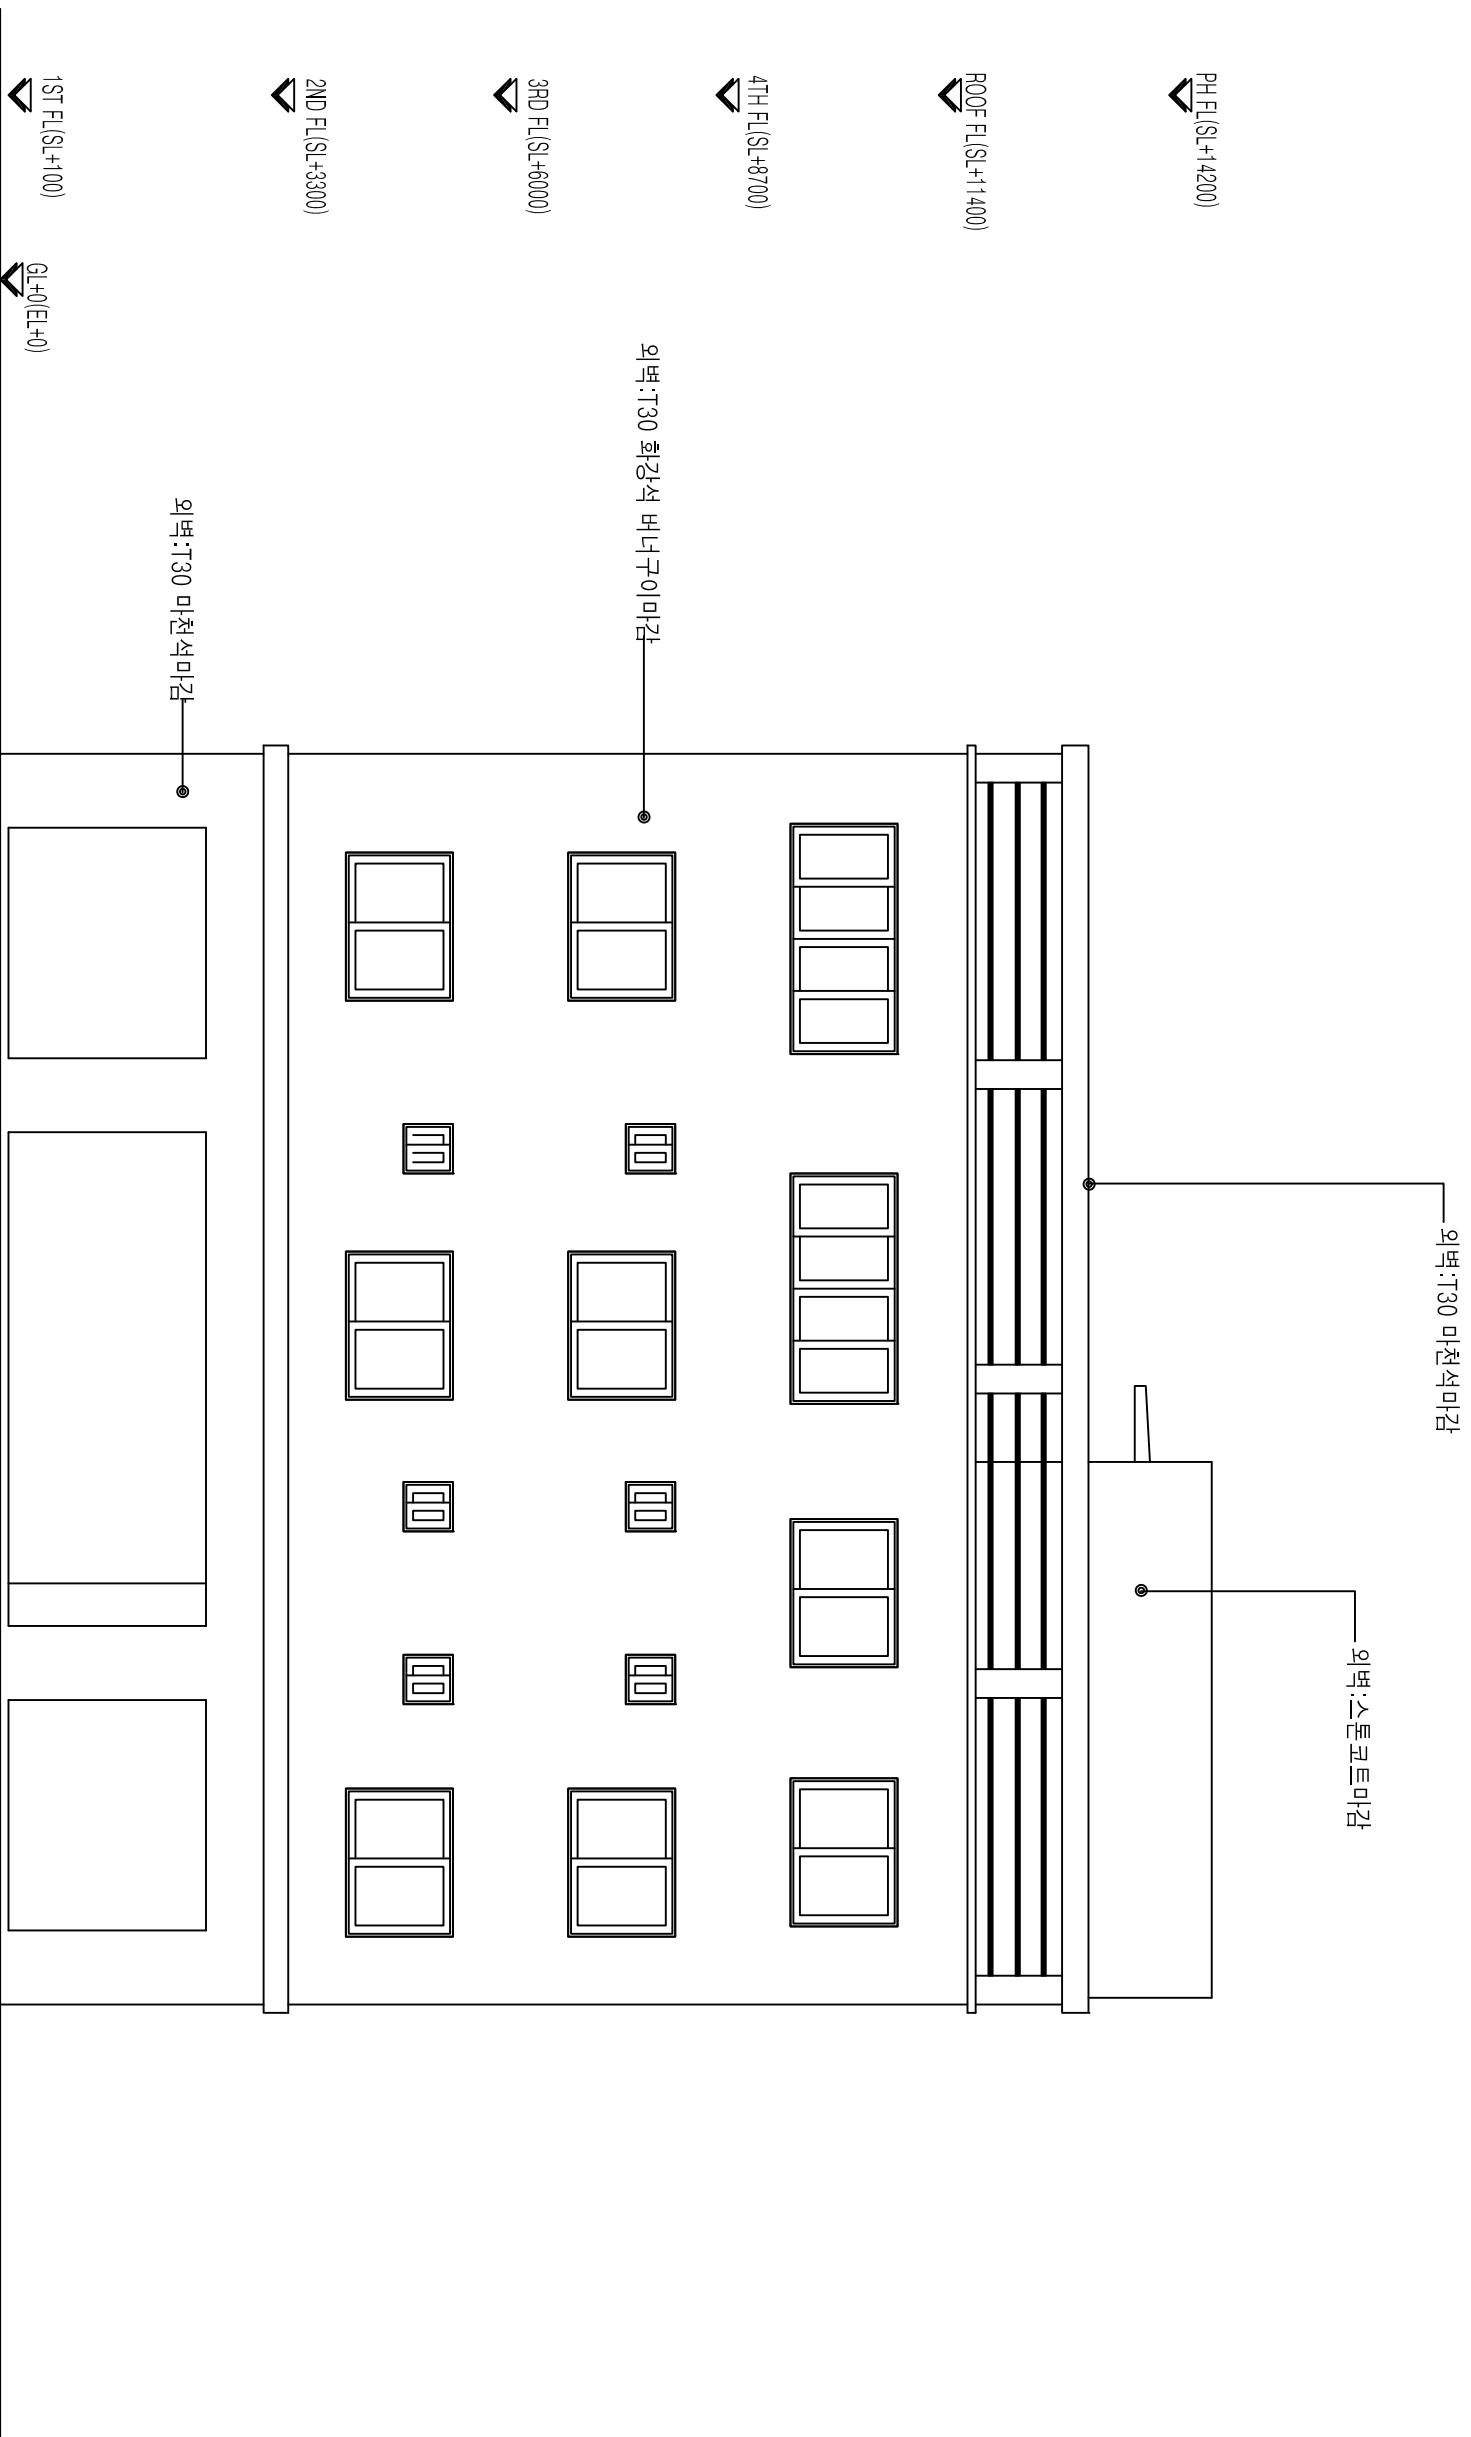 외벽:T30 마천석마감
외벽:스톤코트마감
PH FL(SL+14200)
ROOF FL(SL+11400)
4TH FL(SL+8700)
외벽:T30 화강석 버너구이마감
3RD FL(SL+6000)
2ND FL(SL+3300)
외벽:T30 마천석마감
1ST FL(SL+100)
GL+0(EL+0)